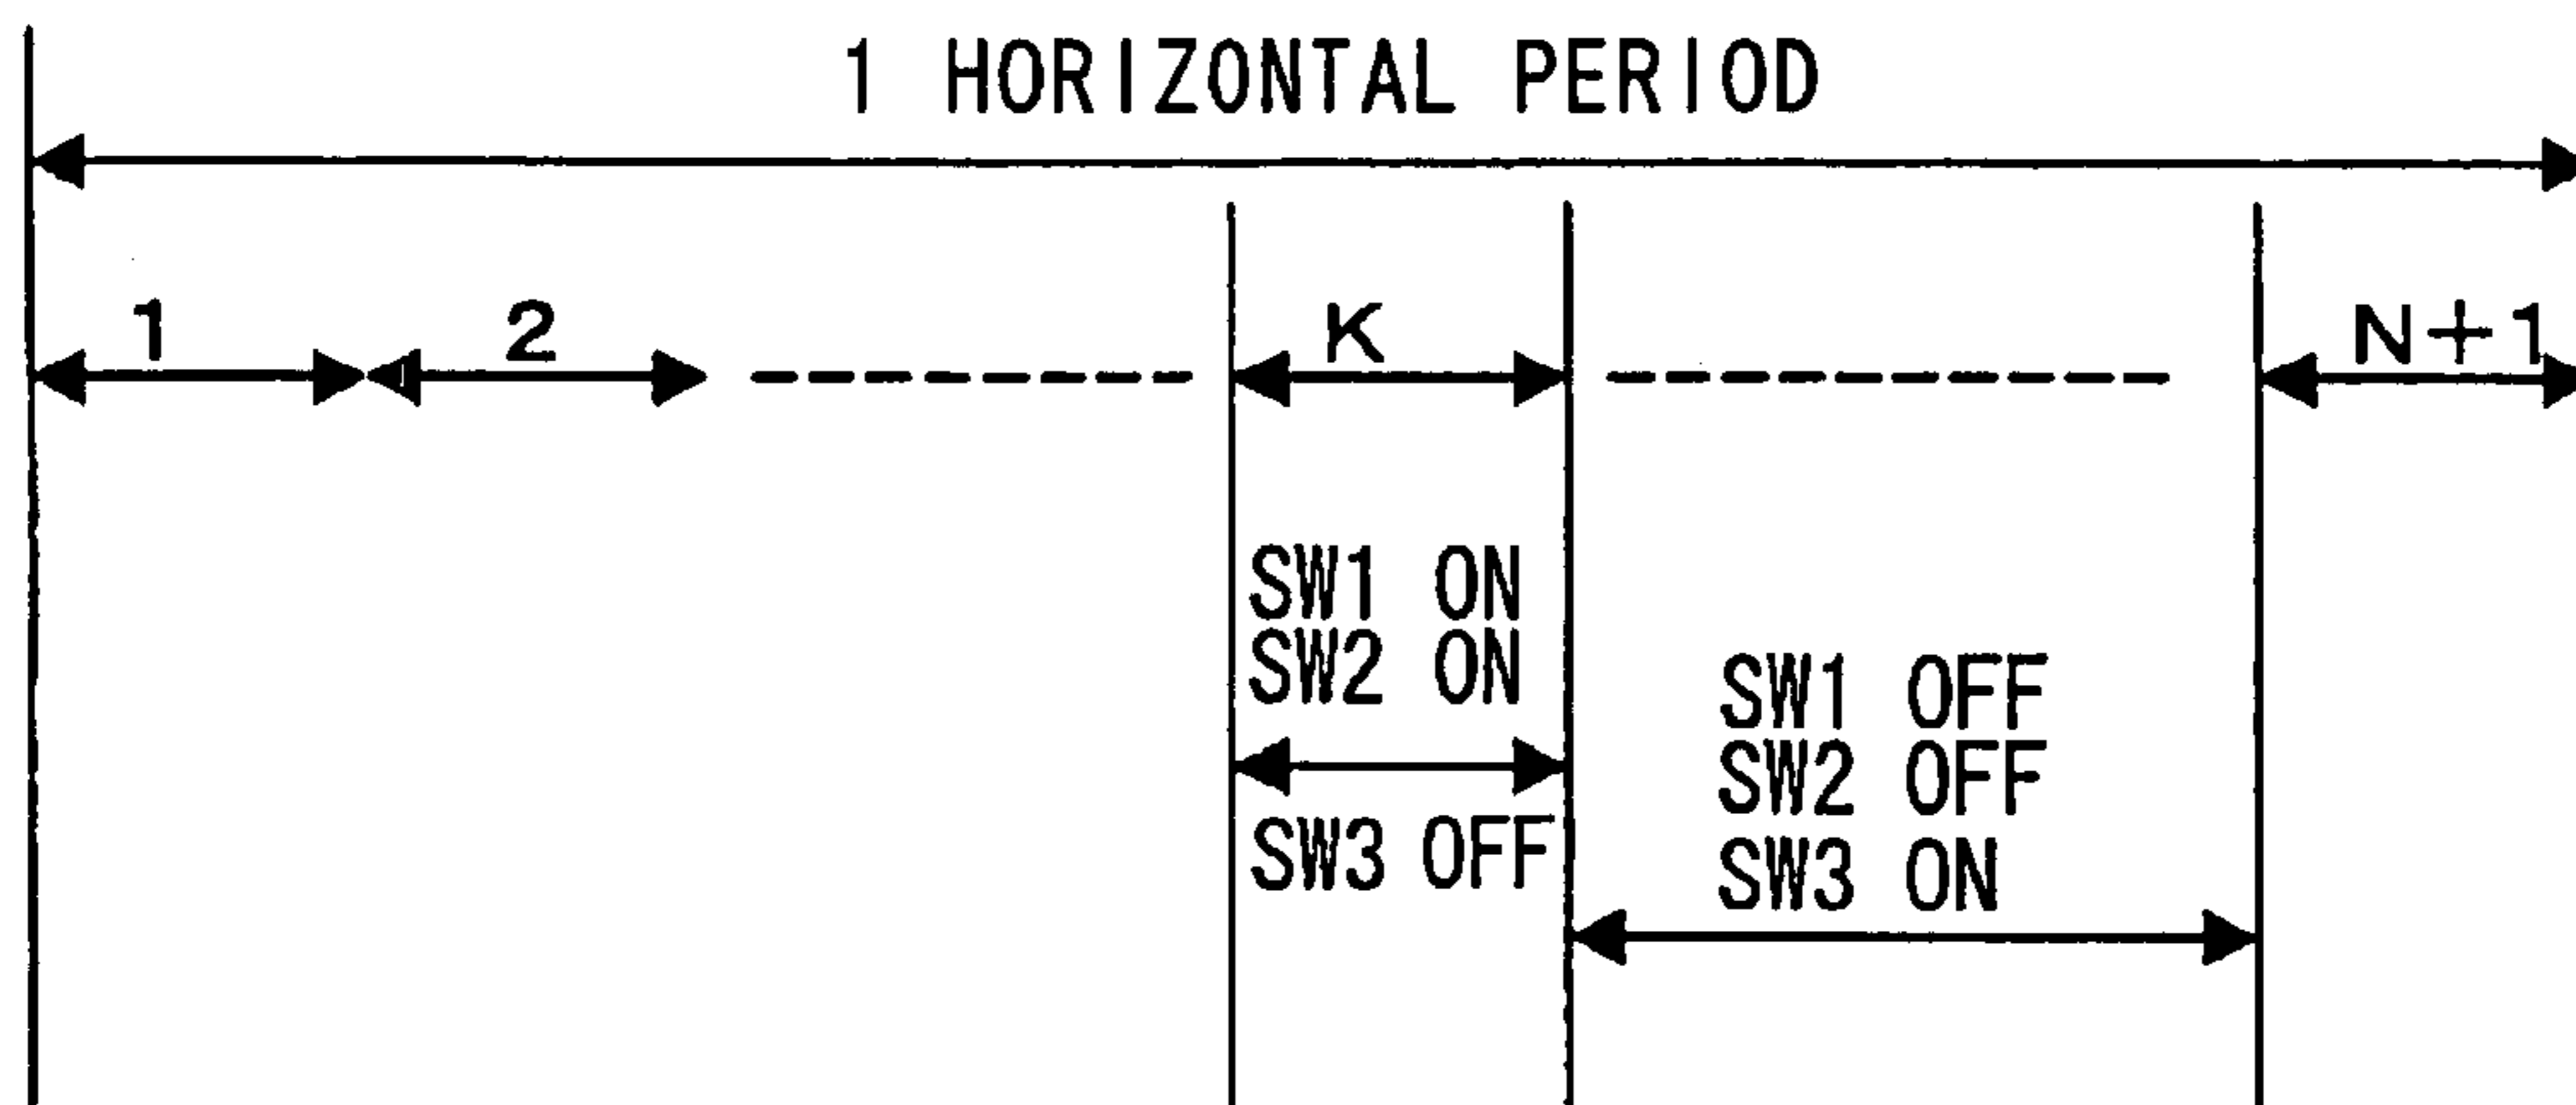 1 HORIZONTAL PERIOD
1
2
K
N+1
SW1 ON
SW2 ON
SW3 OFF
SW1 OFF
SW2 OFF
SW3 ON